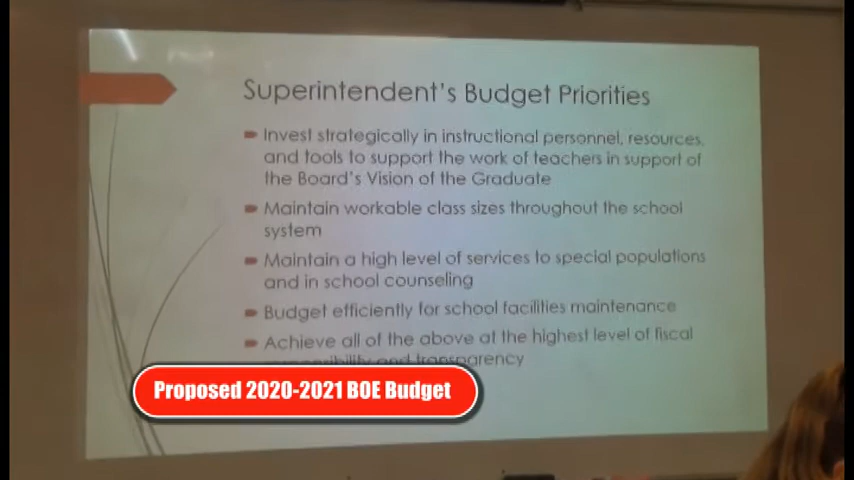 Superintendent's Budget Priorities
Invest strategically in instructional personnel, resources,
and tools to support the work of teachers in support of
the Board's Vision of the Graduate
Maintain workable class sizes throughout the school
system
Maintain a high level of services to special populations
and in school counseling
Budget efficiently for school facilities maintenance
Achieve all of the above at the highest level of fiscal
responsibility and transparency
Proposed 2020-2021 BOE Budget